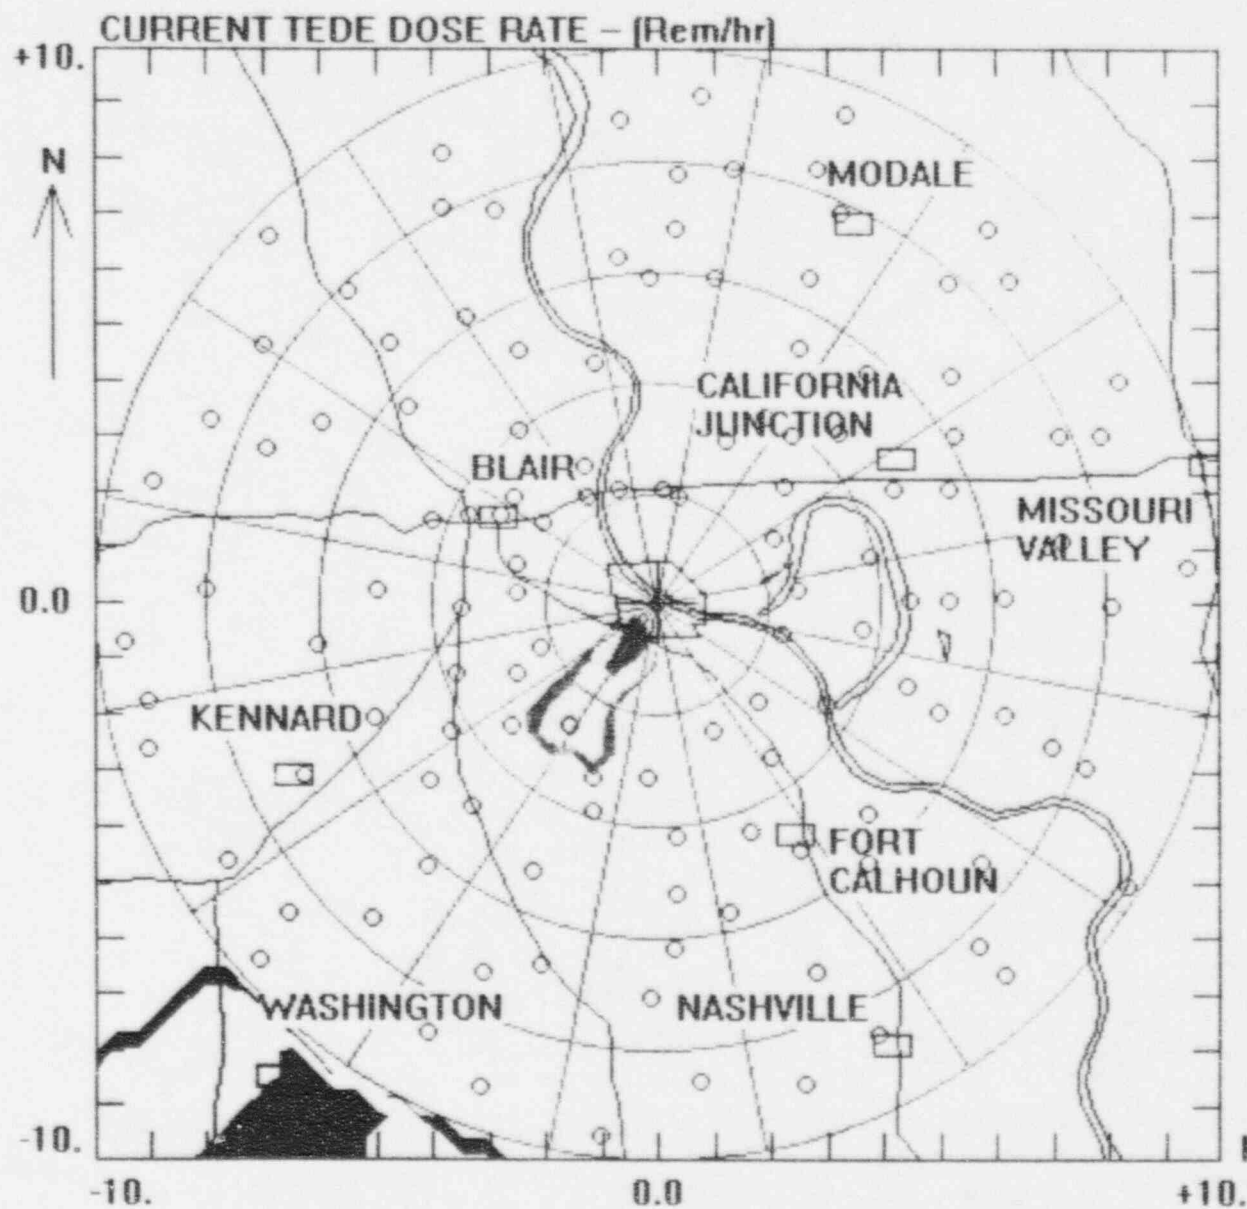 CURRENT TEDE DOSE RATE - (Rem/hr)
+10.
N
MODALE
CALIFORNIA
JUNCTION
BLAIR
MISSOURI
VALLEY
0.0
KENNARD
FORT
CALHOUN
WASHINGTON
NASHVILLE
-10.
-10.
0.0
+10.